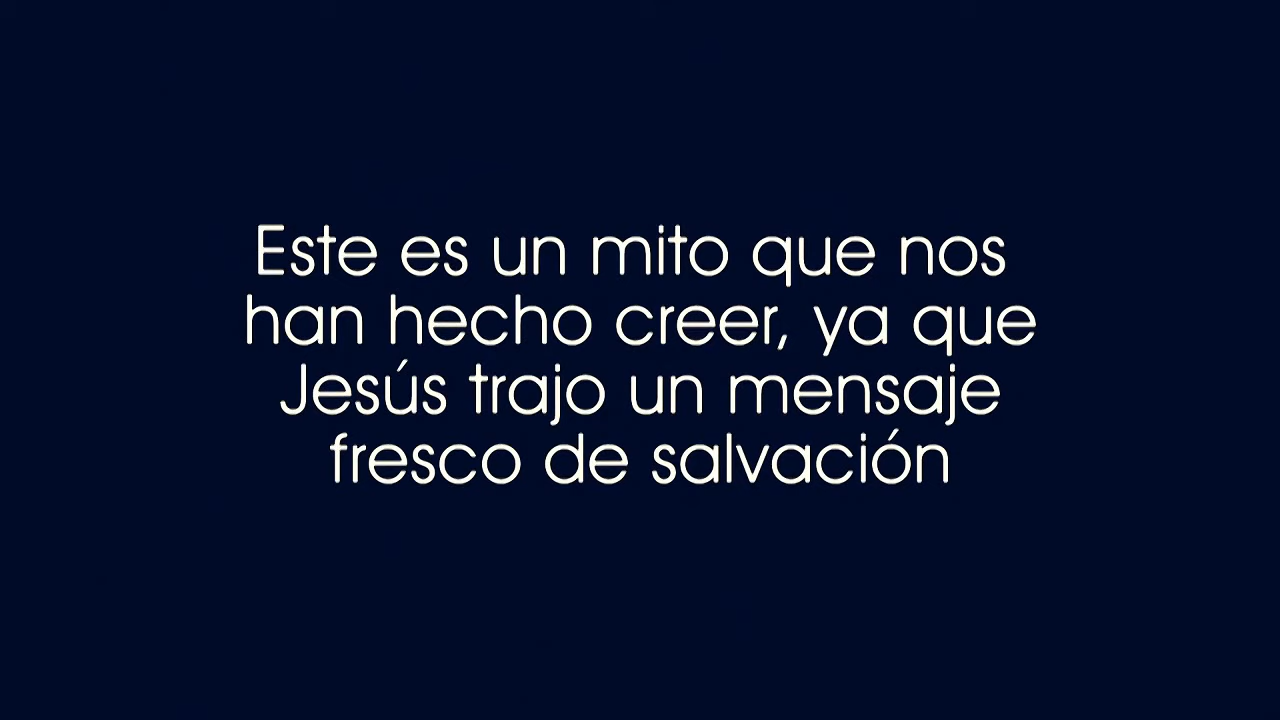 Este es un mito que nos
han hecho creer, ya que
Jesús trajo un mensaje
fresco de salvación